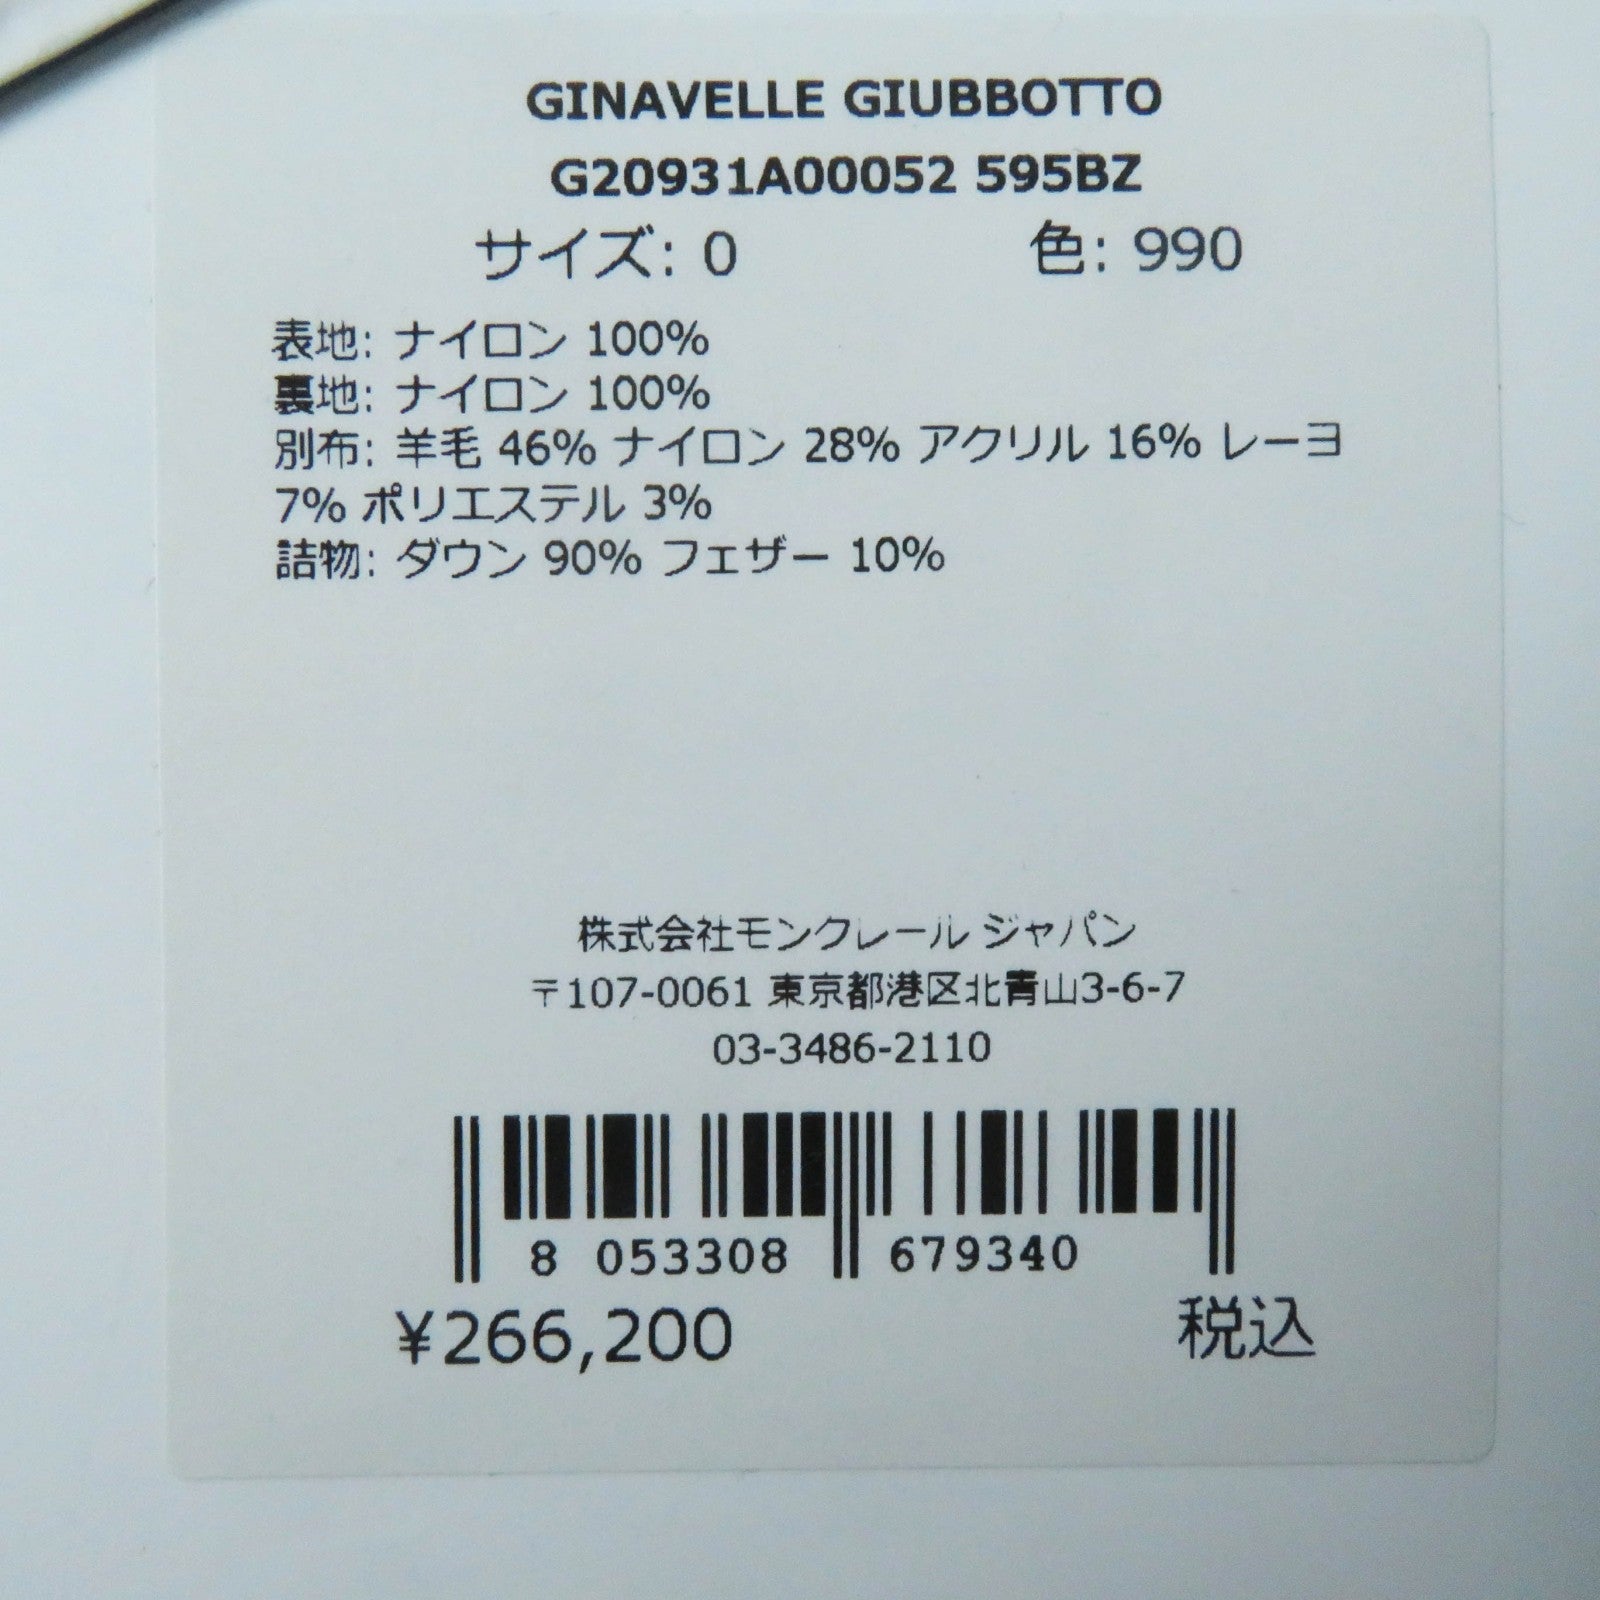 GINAVELLE GIUBBOTTO
G20931A00052 595BZ
サイズ: 0 色: 990
表地: ナイロン 100%
裏地: ナイロン 100%
別布: 羊毛 46% ナイロン 28% アクリル 16% レーヨ
7% ポリエステル 3%
詰物: ダウン 90% フェザー 10%
株式会社モンクレール ジャパン
〒107-0061 東京都港区北青山3-6-7
03-3486-2110
8 053308 679340
¥266,200 税込